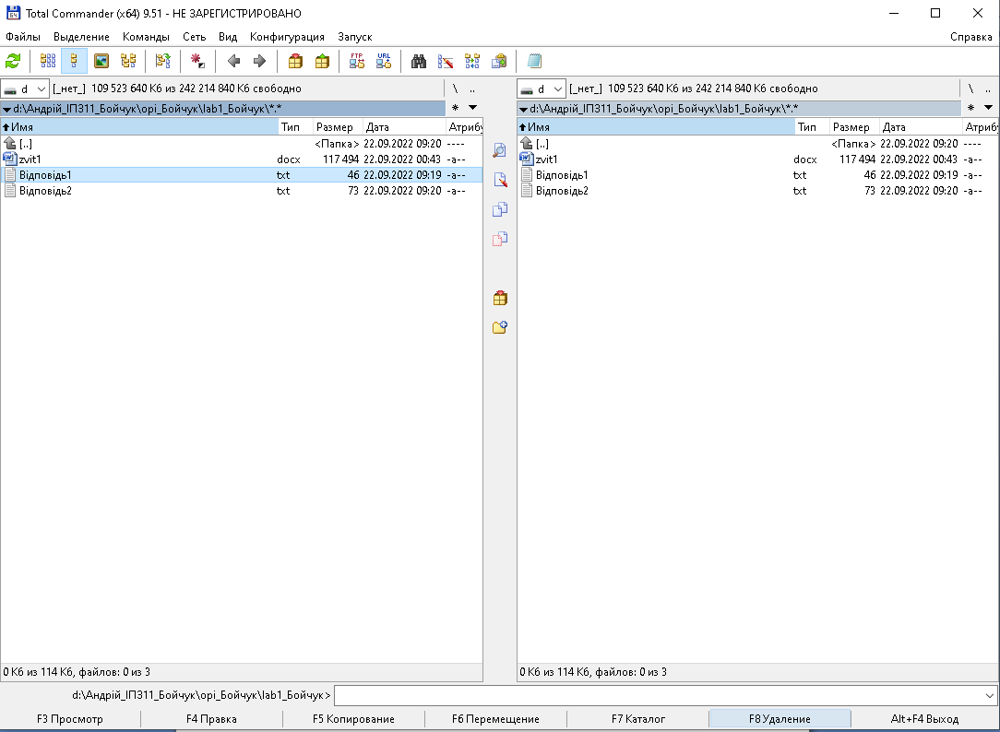 Total Commander (x64) 9.51 - НЕ ЗАРЕГИСТРИРОВАНО
Файлы Выделение Команды Сеть Вид Конфигурация Запуск Справка
FTP URL
d [_нет_] 109 523 640 Кб из 242 214 840 Кб свободно \ ..
d:\Андрій_ІП311_Бойчук\opi_Бойчук\lab1_Бойчук\*.* *
Имя Тип Размер Дата Атрибу
[..] <Папка> 22.09.2022 09:20 ----
zvit1 docx 117 494 22.09.2022 00:43 -a--
Відповідь1 txt 46 22.09.2022 09:19 -a--
Відповідь2 txt 73 22.09.2022 09:20 -a--
0 Кб из 114 Кб, файлов: 0 из 3
d [_нет_] 109 523 640 Кб из 242 214 840 Кб свободно \ ..
d:\Андрій_ІП311_Бойчук\opi_Бойчук\lab1_Бойчук\*.* *
Имя Тип Размер Дата Атрибу
[..] <Папка> 22.09.2022 09:20 ----
zvit1 docx 117 494 22.09.2022 00:43 -a--
Відповідь1 txt 46 22.09.2022 09:19 -a--
Відповідь2 txt 73 22.09.2022 09:20 -a--
0 Кб из 114 Кб, файлов: 0 из 3
d:\Андрій_ІП311_Бойчук\opi_Бойчук\lab1_Бойчук>
F3 Просмотр F4 Правка F5 Копирование F6 Перемещение F7 Каталог F8 Удаление Alt+F4 Выход